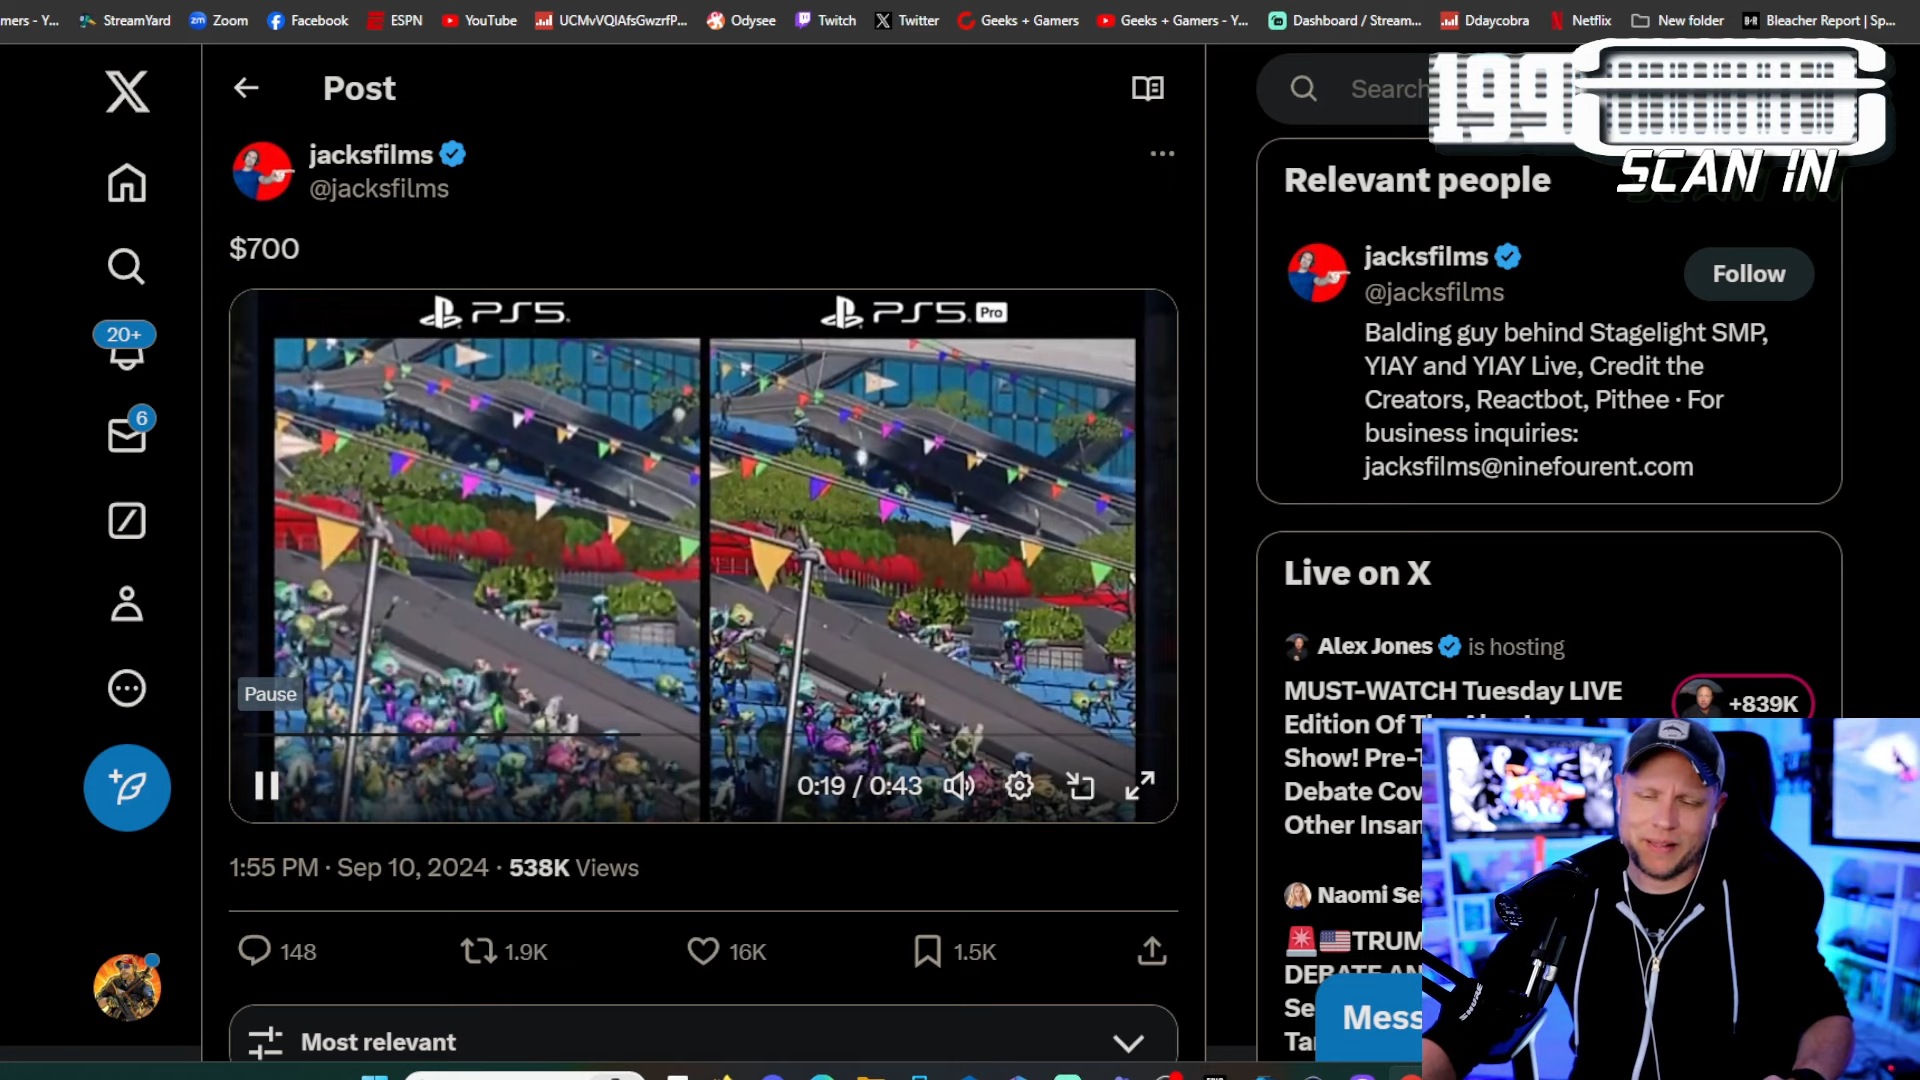 mers - Y...
StreamYard
Zoom
Facebook
ESPN
YouTube
UCMvVQIAfsGwzrfP...
Odysee
Twitch
Twitter
Geeks + Gamers
Geeks + Gamers - Y...
Dashboard / Stream...
Ddaycobra
Netflix
New folder
Bleacher Report | Sp...
Post
Search
SCAN IN
jacksfilms
@jacksfilms
$700
20+
6
PS5
PS5 Pro
Pause
0:19 / 0:43
1:55 PM · Sep 10, 2024 · 538K Views
148
1.9K
16K
1.5K
Most relevant
Relevant people
jacksfilms
@jacksfilms
Follow
Balding guy behind Stagelight SMP,
YIAY and YIAY Live, Credit the
Creators, Reactbot, Pithee · For
business inquiries:
jacksfilms@ninefourent.com
Live on X
Alex Jones is hosting
MUST-WATCH Tuesday LIVE
Edition Of
Show! Pre-
Debate Cov
Other Insan
+839K
Naomi Sei
TRUM
DEBATE AN
Se
Ta
Mess
SHURE